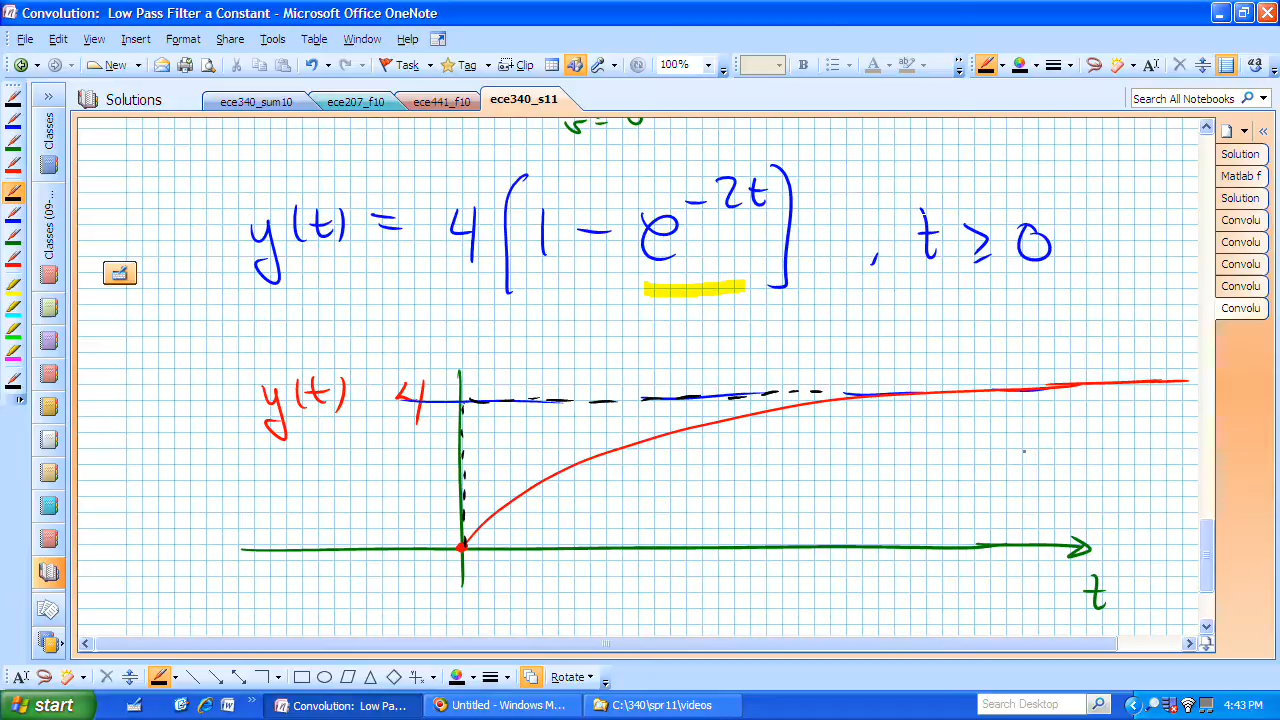 Convolution: Low Pass Filter a Constant - Microsoft Office OneNote
File Edit View Insert Format Share Tools Table Window Help
New Task Tag Clip 100% B A ab A
Solutions ece340_sum10 ece207_f10 ece441_f10 ece340_s11 Search All Notebooks
Classes
Classes (09-...
y(t) = 4[1 - e^-2t] , t ≥ 0
y(t) 4
t
Solution
Matlab f
Solution
Convolu
Convolu
Convolu
Convolu
Convolu
A Rotate
start Convolution: Low Pa... Untitled - Windows M... C:\340\spr11\videos Search Desktop 4:43 PM